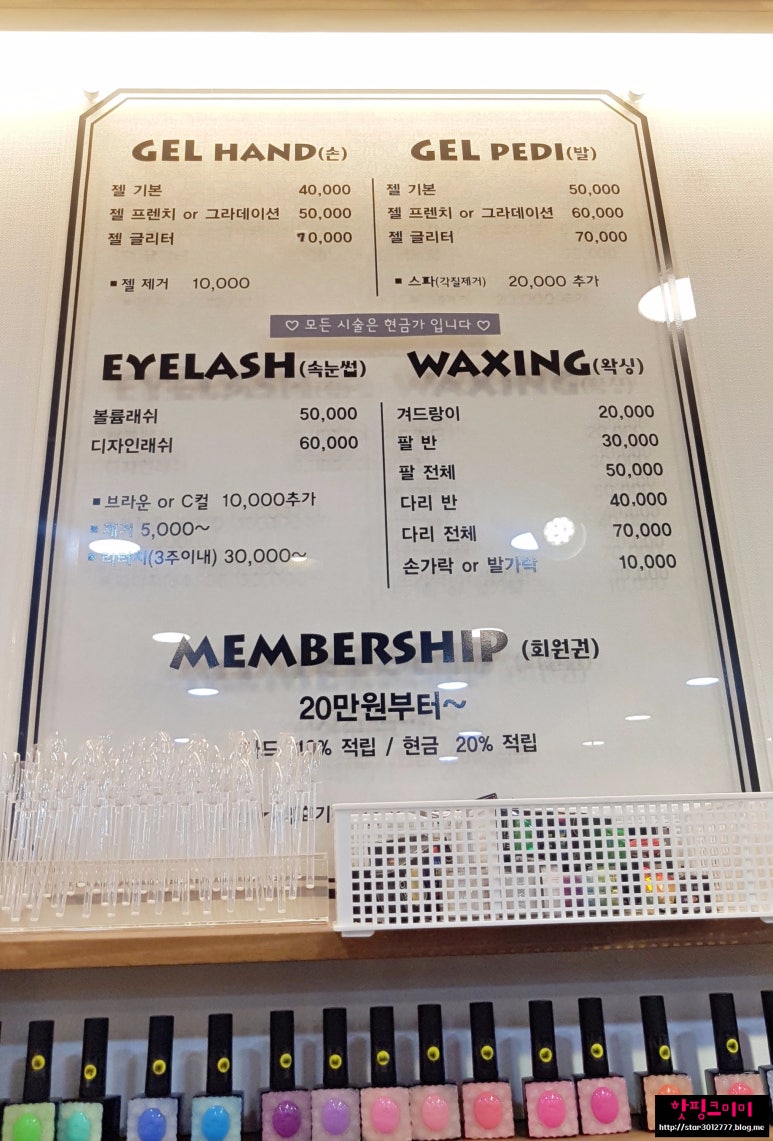 GEL HAND(손)
젤 기본 40,000
젤 프렌치 or 그라데이션 50,000
젤 글리터 70,000
■ 젤 제거 10,000
GEL PEDI(발)
젤 기본 50,000
젤 프렌치 or 그라데이션 60,000
젤 글리터 70,000
■ 스파(각질제거) 20,000 추가
♡ 모든 시술은 현금가 입니다 ♡
EYELASH(속눈썹)
볼륨래쉬 50,000
디자인래쉬 60,000
■ 브라운 or C컬 10,000추가
■ 5,000~
■ (3주이내) 30,000~
WAXING(왁싱)
겨드랑이 20,000
팔 반 30,000
팔 전체 50,000
다리 반 40,000
다리 전체 70,000
손가락 or 발가락 10,000
MEMBERSHIP (회원권)
20만원부터~
적립 / 현금 20% 적립
핫핑크미미
http://star3012777.blog.me